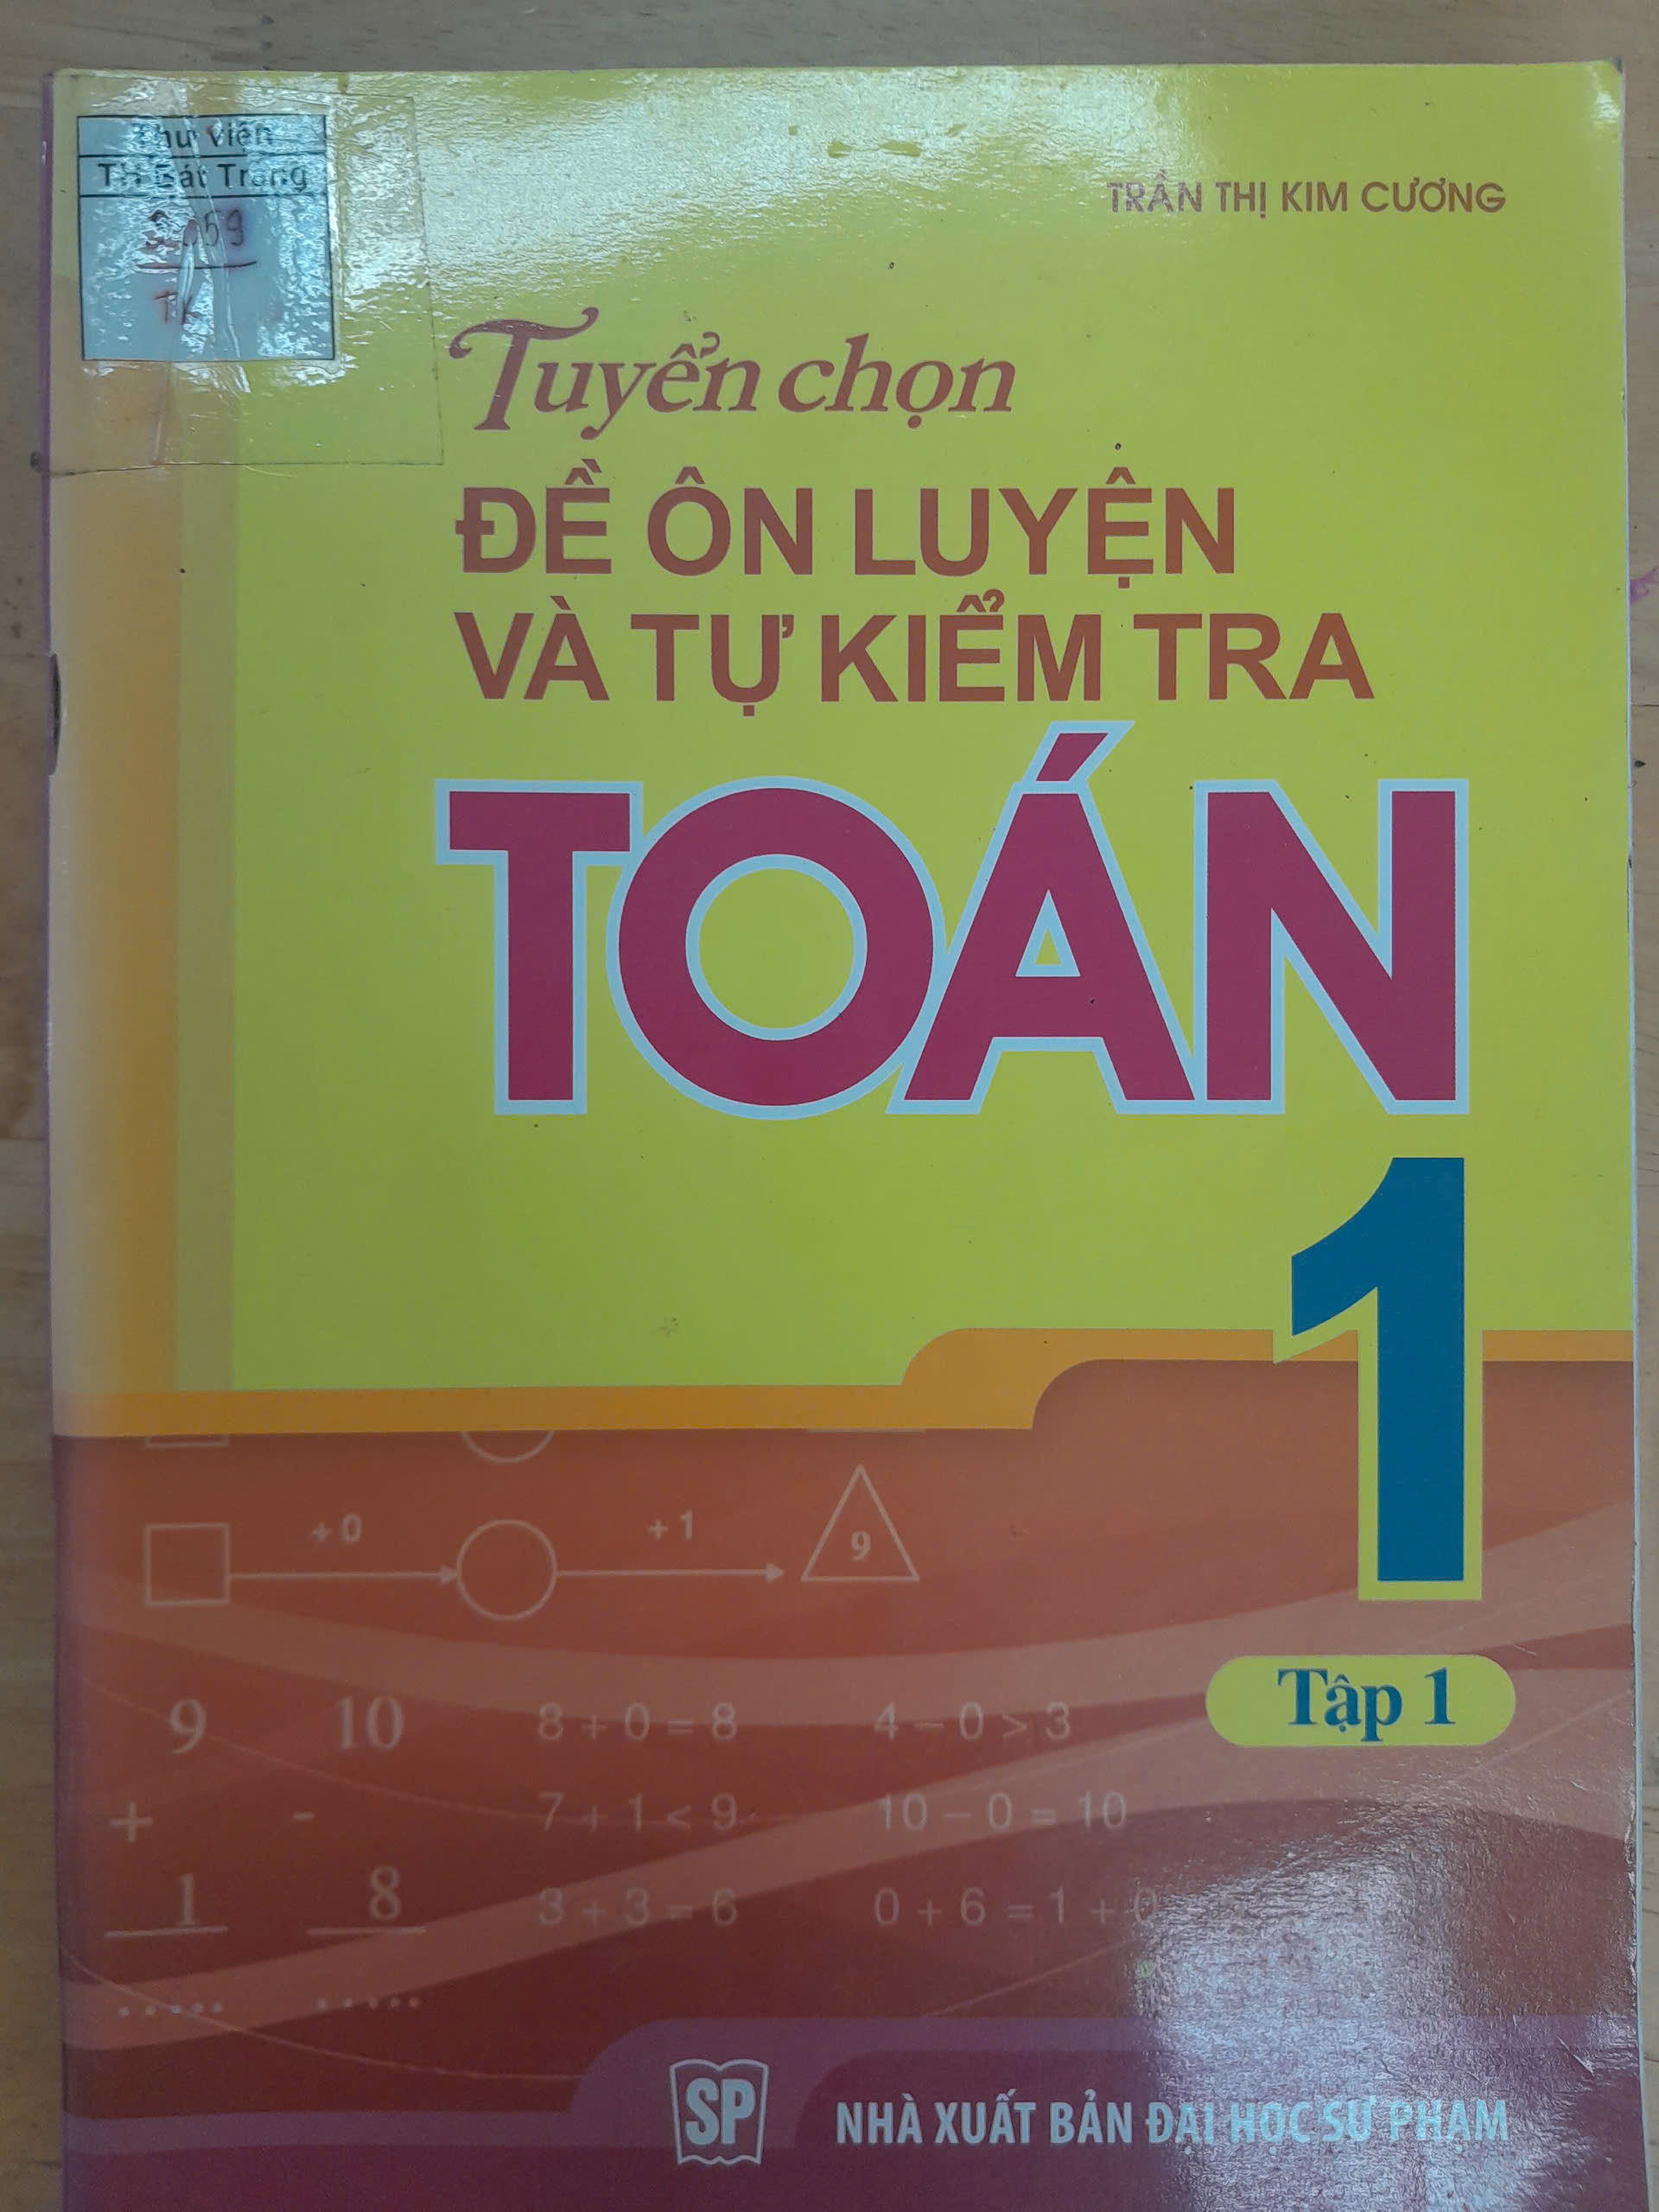 Thư viện
TH Bát Tràng
59
TK
TRẦN THỊ KIM CƯƠNG
Tuyển chọn
ĐỀ ÔN LUYỆN
VÀ TỰ KIỂM TRA
TOÁN
1
+ 0
+ 1
9
Tập 1
9 10 8 + 0 = 8 4 - 0 > 3
+ - 7 + 1 < 9 10 - 0 = 10
1 8 3 + 3 = 6 0 + 6 = 1 + 0
..... .....
SP NHÀ XUẤT BẢN ĐẠI HỌC SƯ PHẠM